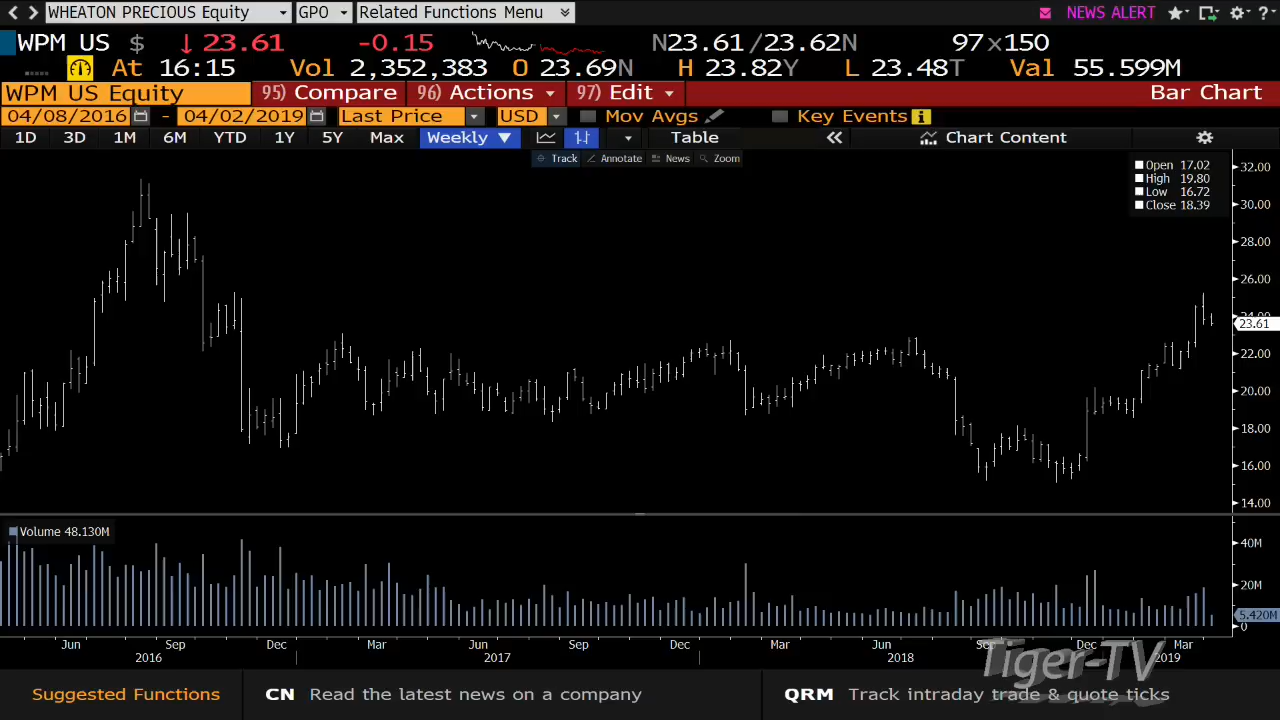 WHEATON PRECIOUS Equity GPO Related Functions Menu NEWS ALERT ?
WPM US $ ↓ 23.61 -0.15 N23.61/23.62N 97x150
At 16:15 Vol 2,352,383 O 23.69N H 23.82Y L 23.48T Val 55.599M
WPM US Equity 95) Compare 96) Actions 97) Edit Bar Chart
04/08/2016 - 04/02/2019 Last Price USD Mov Avgs Key Events i
1D 3D 1M 6M YTD 1Y 5Y Max Weekly ▼ Table « Chart Content
Track Annotate News Zoom
Open 17.02
High 19.80
Low 16.72
Close 18.39
32.00
30.00
28.00
26.00
24.00
23.61
22.00
20.00
18.00
16.00
14.00
Volume 48.130M
40M
20M
5.420M
0
Jun Sep Dec Mar Jun Sep Dec Mar Jun Sep Dec Mar
2016 2017 2018 2019
Tiger-TV
Suggested Functions CN Read the latest news on a company QRM Track intraday trade & quote ticks